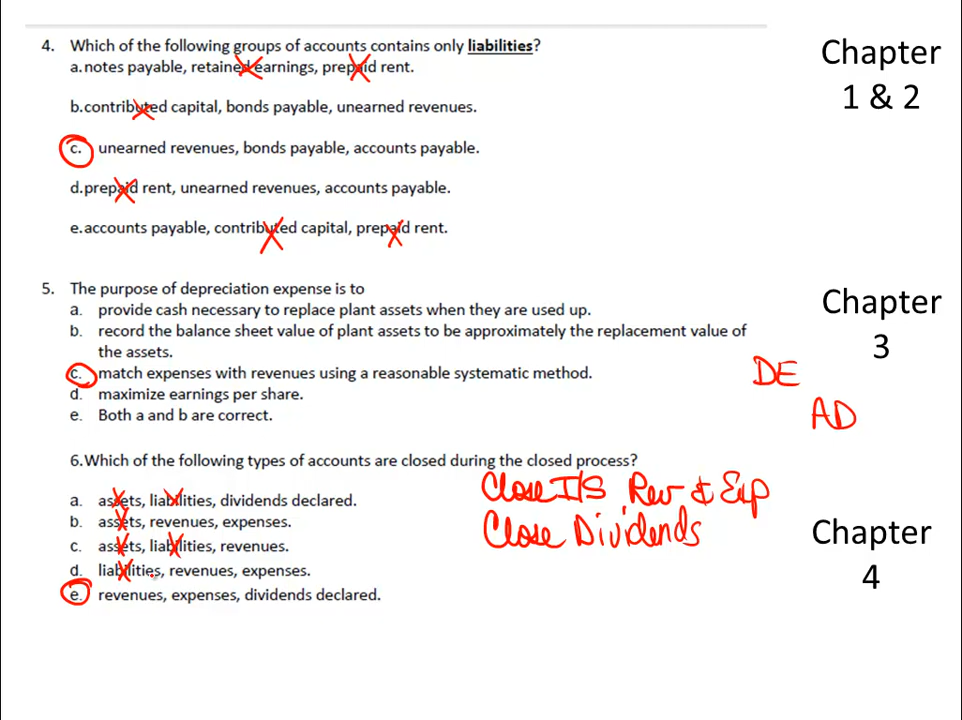 4. Which of the following groups of accounts contains only liabilities?
a. notes payable, retained earnings, prepaid rent.
b. contributed capital, bonds payable, unearned revenues.
c. unearned revenues, bonds payable, accounts payable.
d. prepaid rent, unearned revenues, accounts payable.
e. accounts payable, contributed capital, prepaid rent.
Chapter
1 & 2
5. The purpose of depreciation expense is to
a. provide cash necessary to replace plant assets when they are used up.
b. record the balance sheet value of plant assets to be approximately the replacement value of
the assets.
c. match expenses with revenues using a reasonable systematic method.
d. maximize earnings per share.
e. Both a and b are correct.
Chapter
3
DE
AD
6. Which of the following types of accounts are closed during the closed process?
a. assets, liabilities, dividends declared.
b. assets, revenues, expenses.
c. assets, liabilities, revenues.
d. liabilities, revenues, expenses.
e. revenues, expenses, dividends declared.
Close I/S Rev & Exp
Close Dividends
Chapter
4